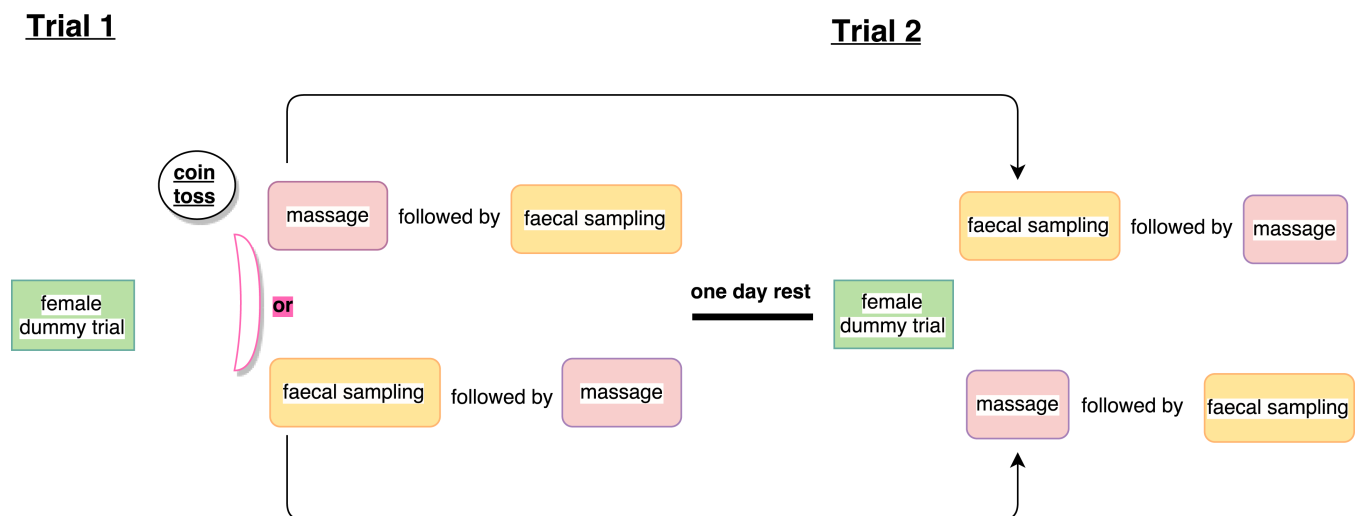 Trial 1
Trial 2
coin
toss
massage
followed by
faecal sampling
faecal sampling
followed by
massage
female
dummy trial
or
one day rest
female
dummy trial
faecal sampling
followed by
massage
massage
followed by
faecal sampling